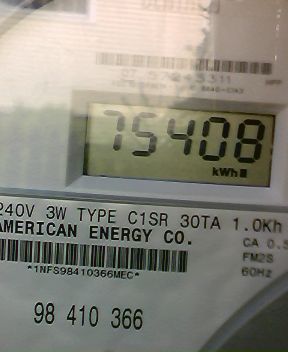 75408
kWh
240V 3W TYPE C1SR 30TA 1.0Kh
AMERICAN ENERGY CO.
CA 0.5
*1NFS98410366MEC*
FM2S
60Hz
98 410 366